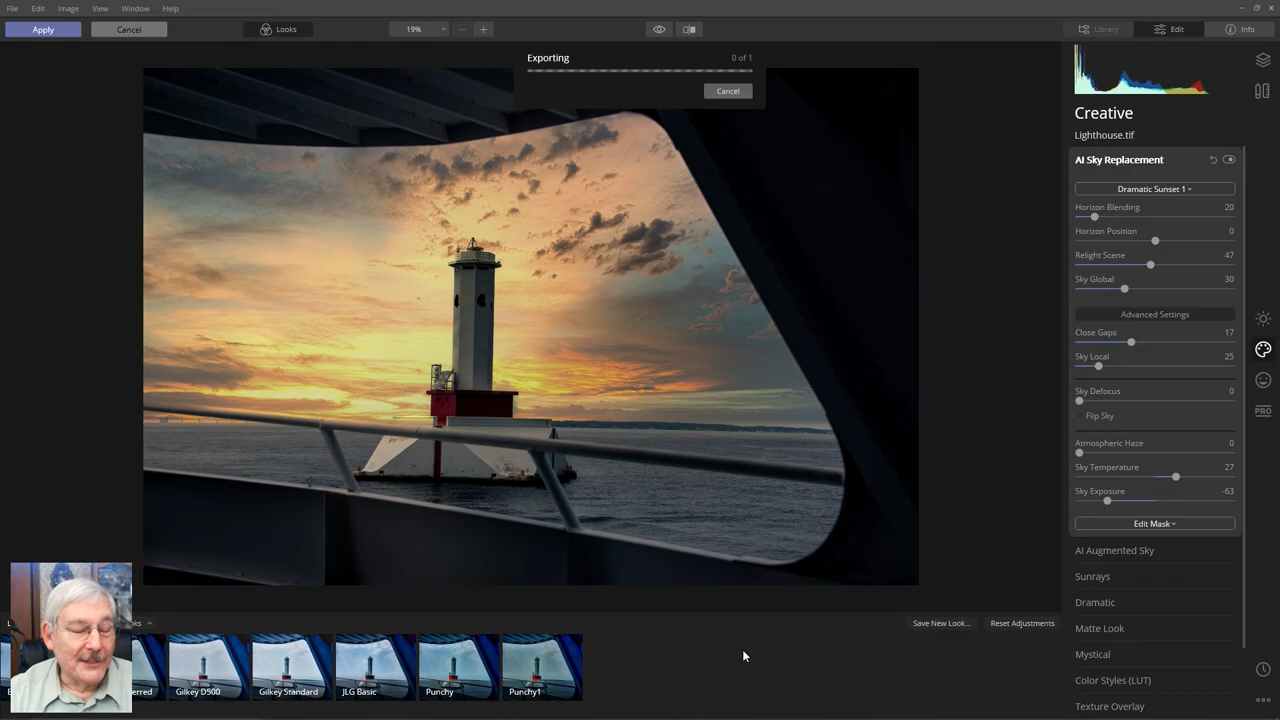 File Edit Image View Window Help
Apply Cancel Looks 19% Library Edit Info
Exporting 0 of 1
Cancel
Creative
Lighthouse.tif
AI Sky Replacement
Dramatic Sunset 1
Horizon Blending 20
Horizon Position 0
Relight Scene 47
Sky Global 30
Advanced Settings
Close Gaps 17
Sky Local 25
Sky Defocus 0
Flip Sky
Atmospheric Haze 0
Sky Temperature 27
Sky Exposure -63
Edit Mask
AI Augmented Sky
Sunrays
Dramatic
Matte Look
Mystical
Color Styles (LUT)
Texture Overlay
PRO
Save New Look... Reset Adjustments
Gilkey D500 Gilkey Standard JLG Basic Punchy Punchy1